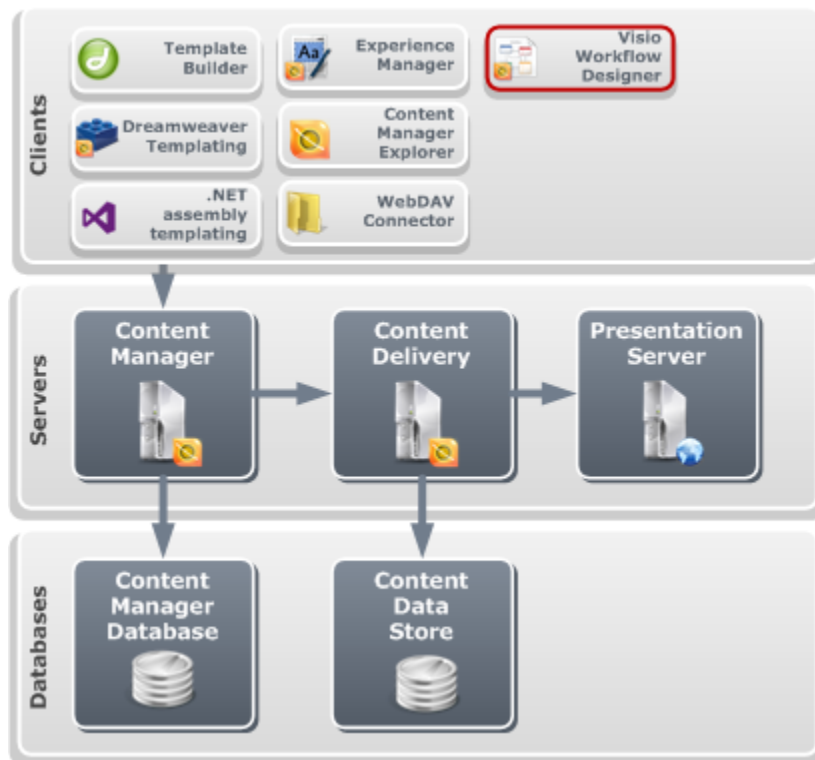 Clients
Template
Builder
Experience
Manager
Visio
Workflow
Designer
Dreamweaver
Templating
Content
Manager
Explorer
.NET
assembly
templating
WebDAV
Connector
Servers
Content
Manager
Content
Delivery
Presentation
Server
Databases
Content
Manager
Database
Content
Data
Store